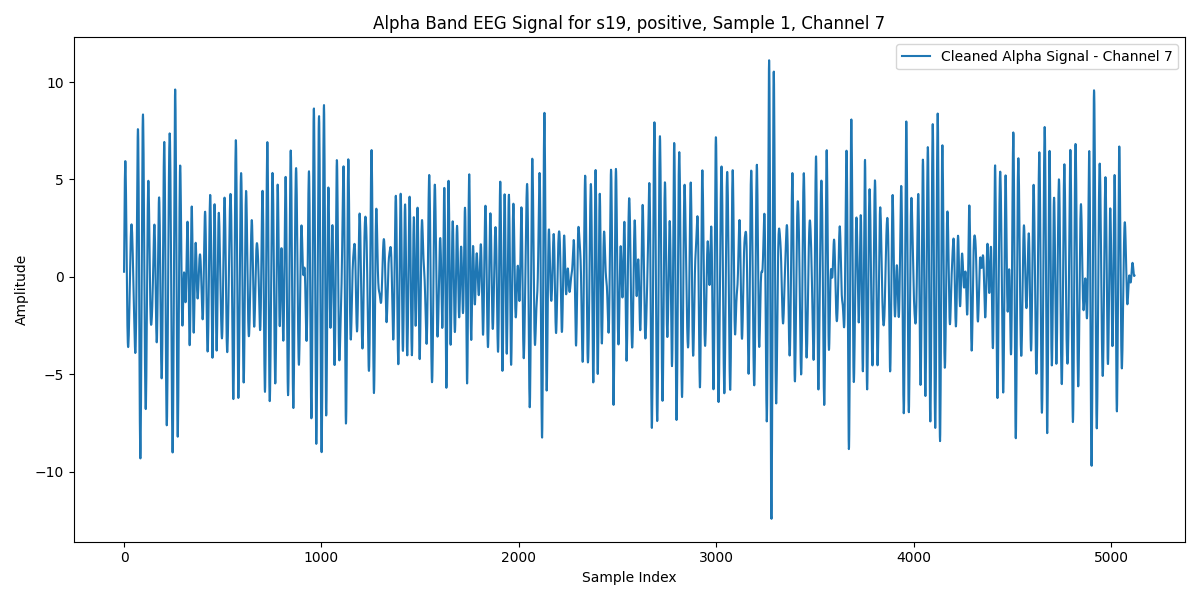 Alpha Band EEG Signal for s19, positive, Sample 1, Channel 7
Cleaned Alpha Signal - Channel 7
Amplitude
10
5
0
−5
−10
0 1000 2000 3000 4000 5000
Sample Index